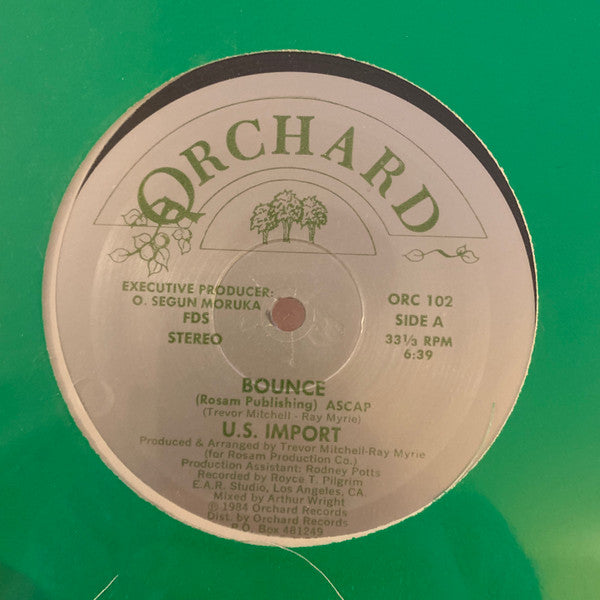 ORCHARD
EXECUTIVE PRODUCER:
O. SEGUN MORUKA
FDS
STEREO
ORC 102
SIDE A
33⅓ RPM
6:39
BOUNCE
(Rosam Publishing) ASCAP
(Trevor Mitchell - Ray Myrie)
U.S. IMPORT
Produced & Arranged by Trevor Mitchell-Ray Myrie
(for Rosam Production Co.)
Production Assistant: Rodney Potts
Recorded by Royce T. Pilgrim
E.A.R. Studio, Los Angeles, CA.
Mixed by Arthur Wright
℗ 1984 Orchard Records
Dist. by Orchard Records
P.O. Box 481249